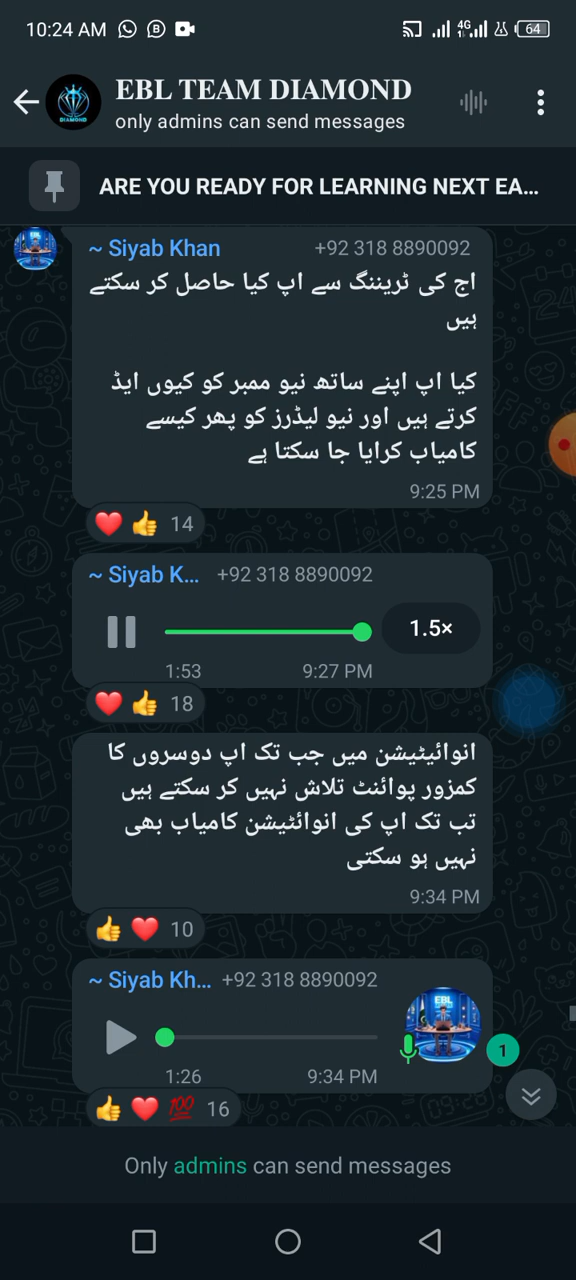 10:24 AM
4G
64
EBL TEAM DIAMOND
only admins can send messages
ARE YOU READY FOR LEARNING NEXT EA...
~ Siyab Khan +92 318 8890092
اج کی ٹریننگ سے اپ کیا حاصل کر سکتے
ہیں
کیا اپ اپنے ساتھ نیو ممبر کو کیوں ایڈ
کرتے ہیں اور نیو لیڈرز کو پھر کیسے
کامیاب کرایا جا سکتا ہے
9:25 PM
❤️ 👍 14
~ Siyab K... +92 318 8890092
1.5×
1:53 9:27 PM
❤️ 👍 18
انوائیٹیشن میں جب تک اپ دوسروں کا
کمزور پوائنٹ تلاش نہیں کر سکتے ہیں
تب تک اپ کی انوائٹیشن کامیاب بھی
نہیں ہو سکتی
9:34 PM
👍 ❤️ 10
~ Siyab Kh... +92 318 8890092
EBL
1
1:26 9:34 PM
👍 ❤️ 💯 16
Only admins can send messages